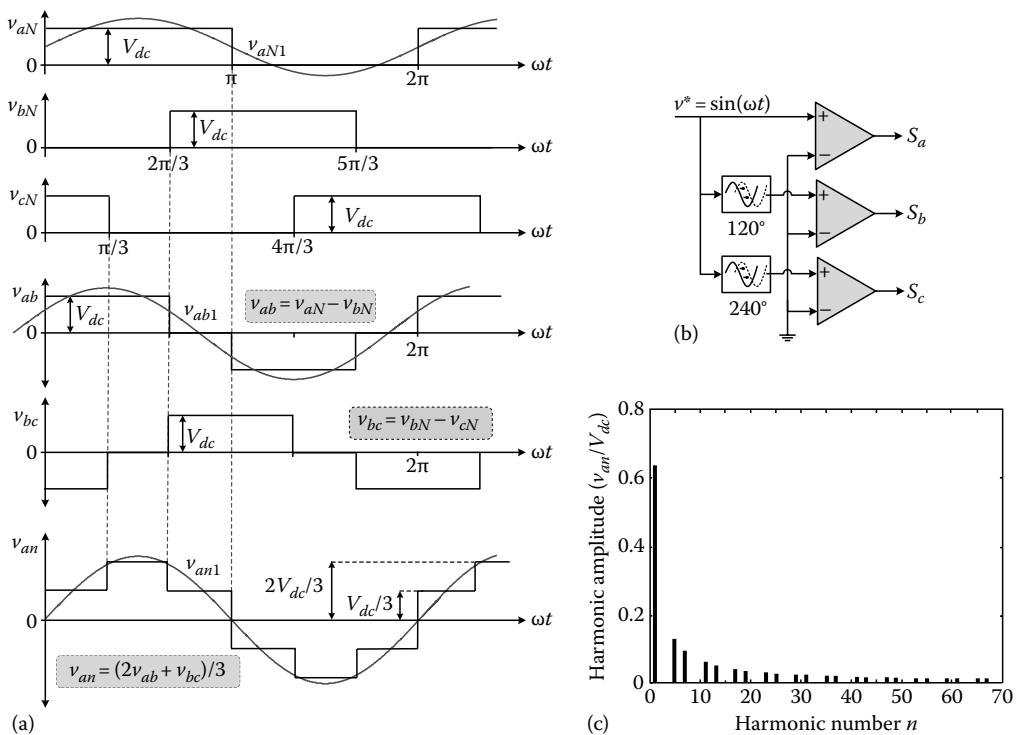 v_aN
V_dc
v_aN1
0
π
2π
ωt
v_bN
V_dc
0
2π/3
5π/3
ωt
v_cN
V_dc
0
π/3
4π/3
ωt
v_ab
V_dc
v_ab1
v_ab = v_aN − v_bN
0
2π
ωt
v_bc
V_dc
v_bc = v_bN − v_cN
0
2π
ωt
v_an
v_an1
2V_dc/3
V_dc/3
0
ωt
v_an = (2v_ab + v_bc)/3
(a)
v* = sin(ωt)
+
−
S_a
120°
+
−
S_b
240°
+
−
S_c
(b)
Harmonic amplitude (v_an/V_dc)
0.8
0.6
0.4
0.2
0
0 10 20 30 40 50 60 70
Harmonic number n
(c)